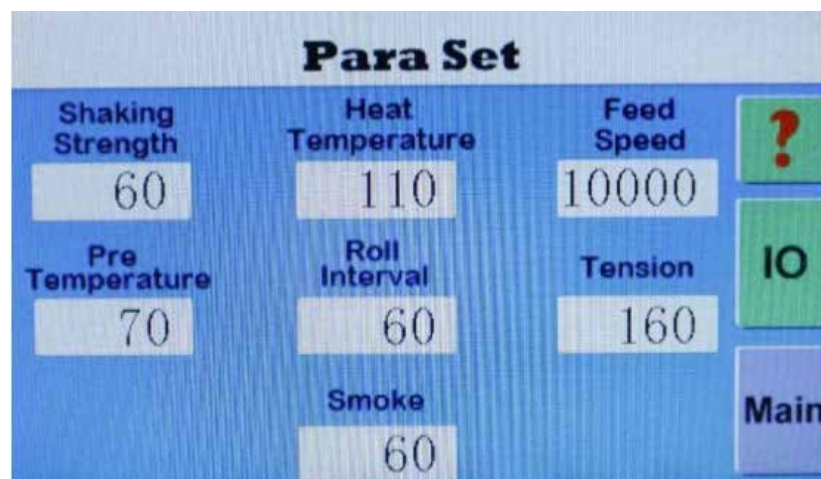 Para Set
Shaking
Strength
60
Heat
Temperature
110
Feed
Speed
10000
?
Pre
Temperature
70
Roll
Interval
60
Tension
160
IO
Smoke
60
Main